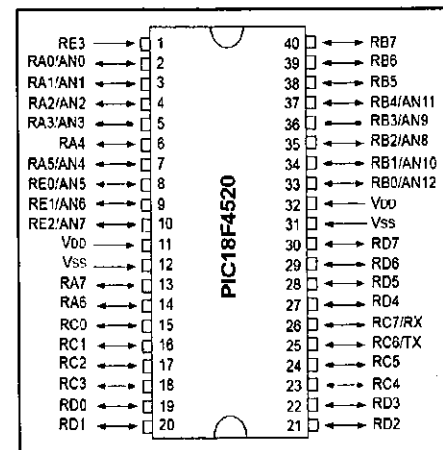 RE3 1 40 RB7
RA0/AN0 2 39 RB6
RA1/AN1 3 38 RB5
RA2/AN2 4 37 RB4/AN11
RA3/AN3 5 36 RB3/AN9
RA4 6 35 RB2/AN8
RA5/AN4 7 34 RB1/AN10
RE0/AN5 8 33 RB0/AN12
RE1/AN6 9 32 VDD
RE2/AN7 10 31 VSS
VDD 11 30 RD7
VSS 12 29 RD6
RA7 13 28 RD5
RA6 14 27 RD4
RC0 15 26 RC7/RX
RC1 16 25 RC6/TX
RC2 17 24 RC5
RC3 18 23 RC4
RD0 19 22 RD3
RD1 20 21 RD2
PIC18F4520